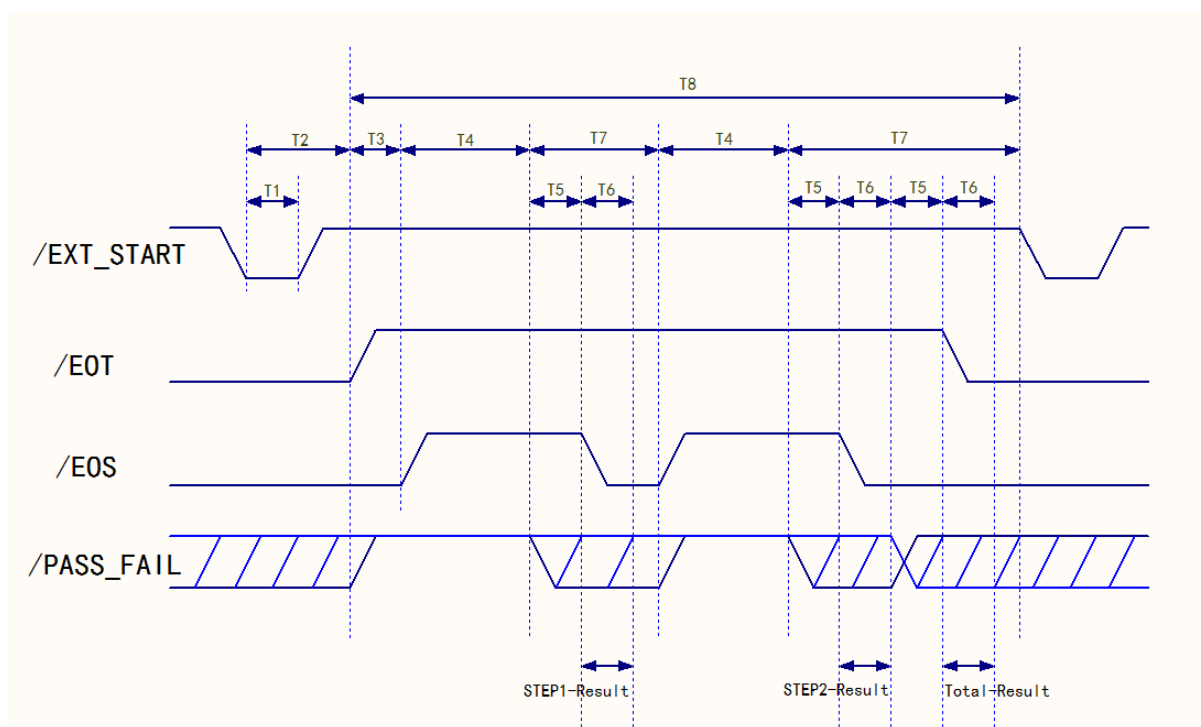 T8
T2 T3 T4 T7 T4 T7
T1 T5 T6 T5 T6 T5 T6
/EXT_START
/EOT
/EOS
/PASS_FAIL
STEP1-Result STEP2-Result Total-Result